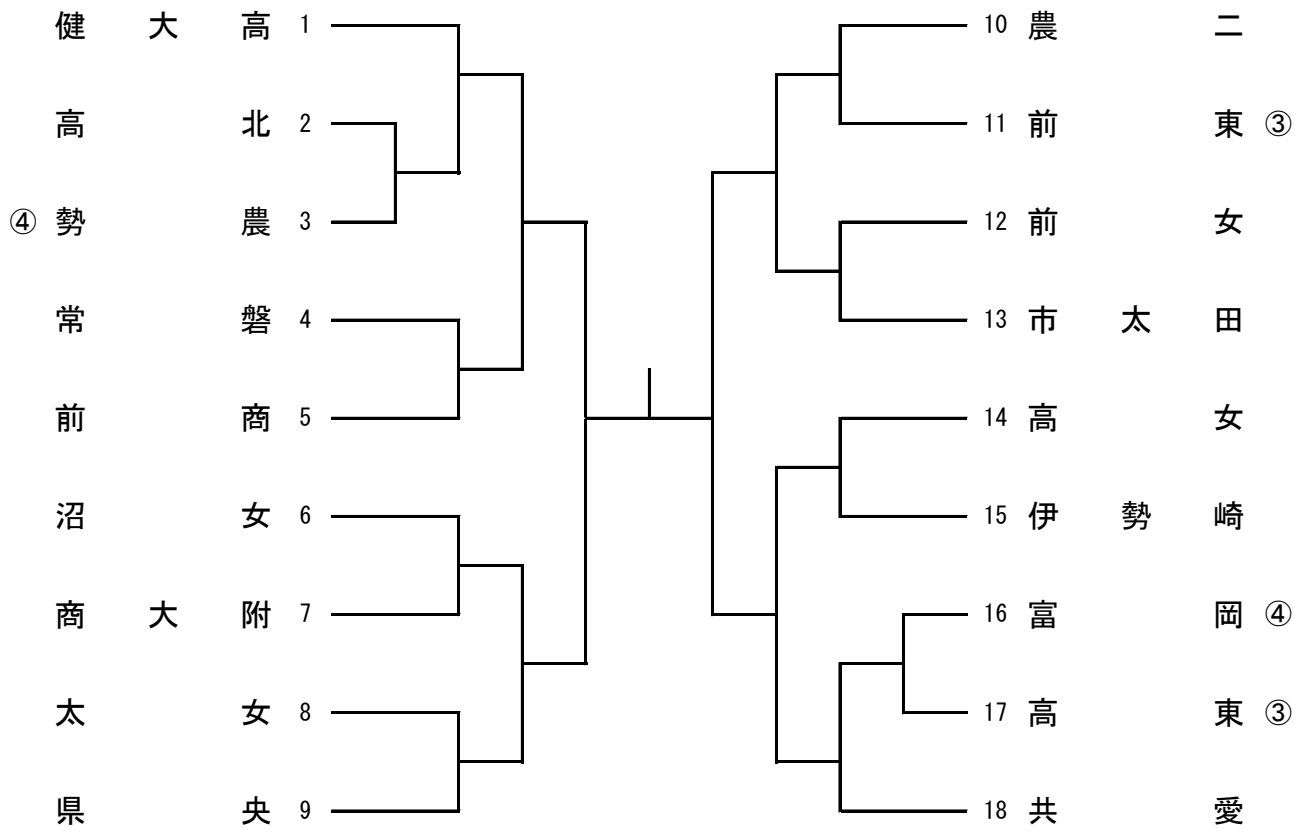 健大高 1
高北 2
④ 勢農 3
常磐 4
前商 5
沼女 6
商大附 7
太女 8
県央 9
10 農二
11 前東 ③
12 前女
13 市太田
14 高女
15 伊勢崎
16 富岡 ④
17 高東 ③
18 共愛